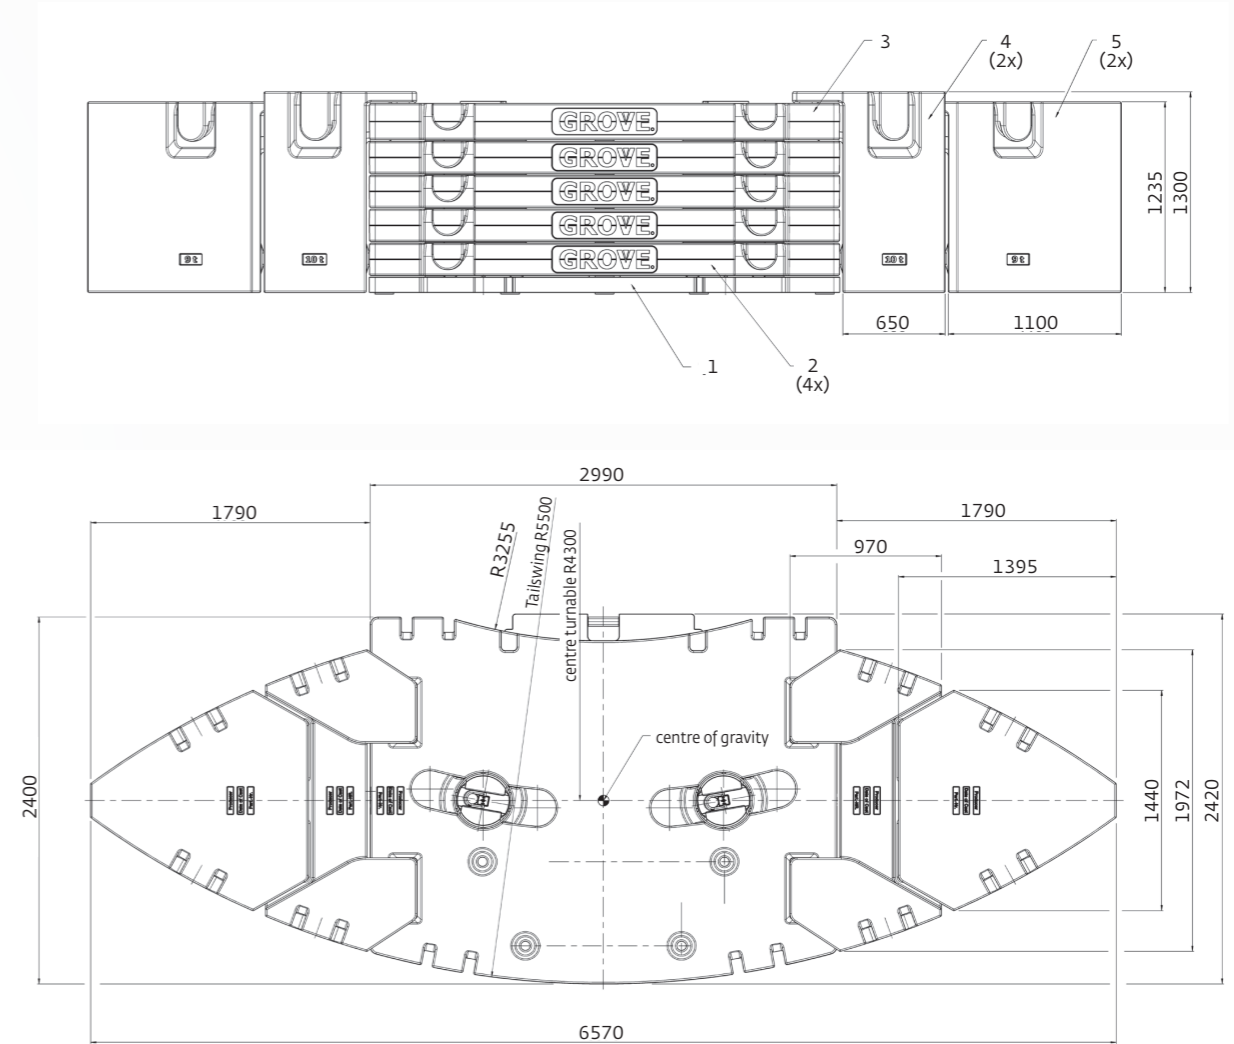 3
4
(2x)
5
(2x)
GROVE
GROVE
GROVE
GROVE
GROVE
9 t
10 t
10 t
9 t
1235
1300
650
1100
1
2
(4x)
2990
1790
1790
970
1395
R3255
Tailswing R5500
centre turnable R4300
centre of gravity
2400
1440
1972
2420
6570